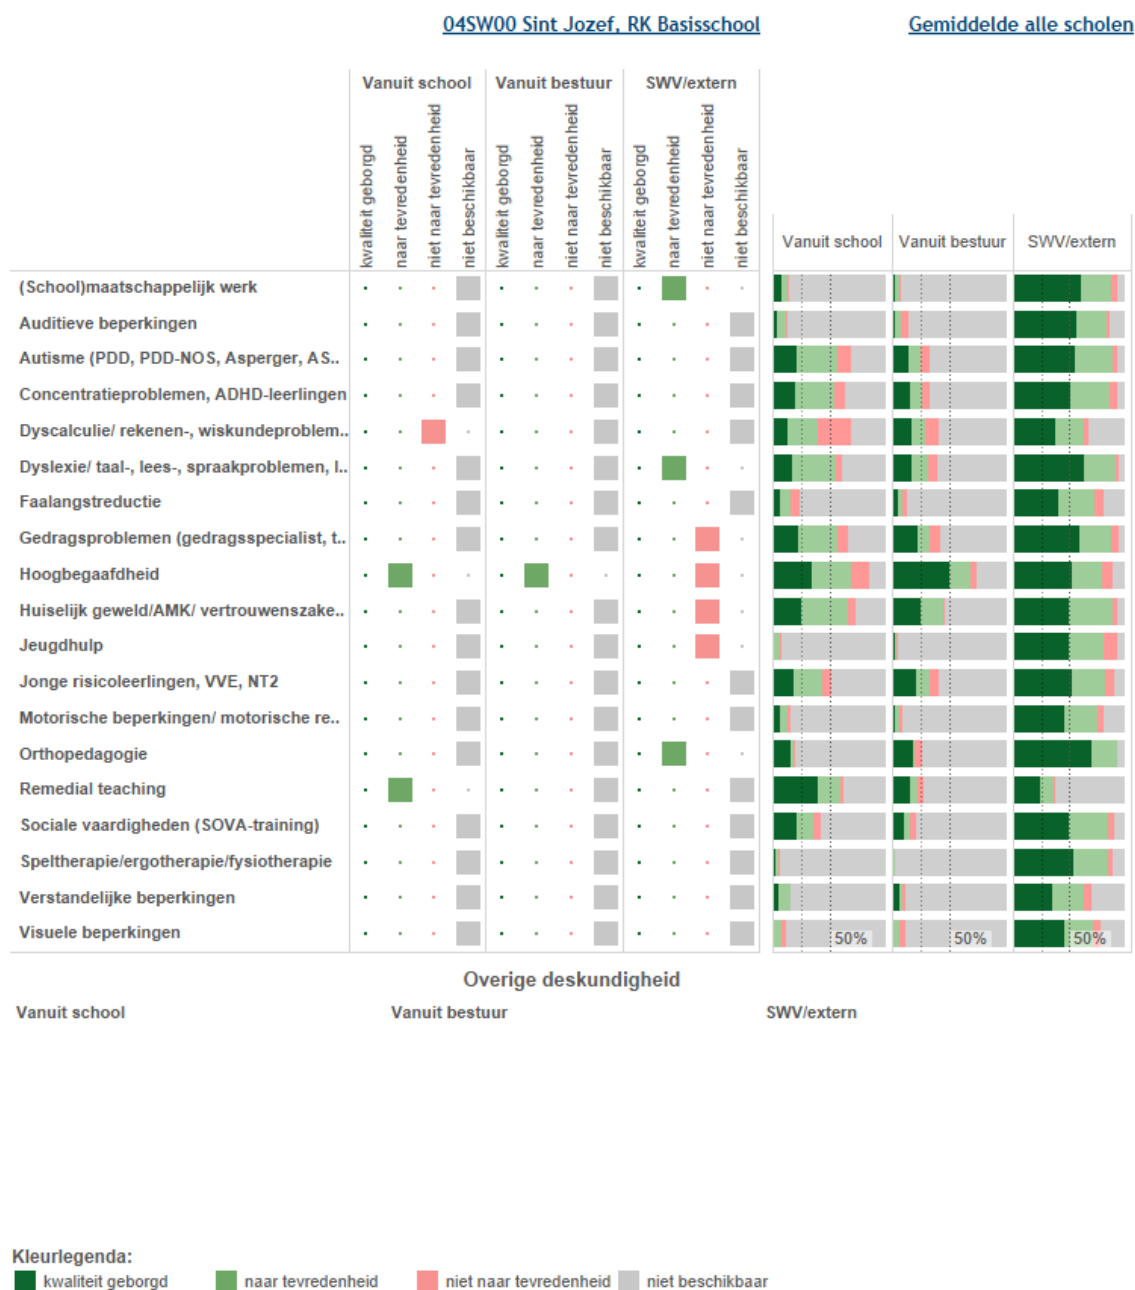 04SW00 Sint Jozef, RK Basisschool
Gemiddelde alle scholen
Vanuit school
Vanuit bestuur
SWV/extern
kwaliteit geborgd
naar tevredenheid
niet naar tevredenheid
niet beschikbaar
kwaliteit geborgd
naar tevredenheid
niet naar tevredenheid
niet beschikbaar
kwaliteit geborgd
naar tevredenheid
niet naar tevredenheid
niet beschikbaar
Vanuit school
Vanuit bestuur
SWV/extern
(School)maatschappelijk werk
Auditieve beperkingen
Autisme (PDD, PDD-NOS, Asperger, AS..
Concentratieproblemen, ADHD-leerlingen
Dyscalculie/ rekenen-, wiskundeproblem..
Dyslexie/ taal-, lees-, spraakproblemen, l..
Faalangstreductie
Gedragsproblemen (gedragsspecialist, t..
Hoogbegaafdheid
Huiselijk geweld/AMK/ vertrouwenszake..
Jeugdhulp
Jonge risicoleerlingen, VVE, NT2
Motorische beperkingen/ motorische re..
Orthopedagogie
Remedial teaching
Sociale vaardigheden (SOVA-training)
Speltherapie/ergotherapie/fysiotherapie
Verstandelijke beperkingen
Visuele beperkingen
50%
50%
50%
Overige deskundigheid
Vanuit school
Vanuit bestuur
SWV/extern
Kleurlegenda:
kwaliteit geborgd
naar tevredenheid
niet naar tevredenheid
niet beschikbaar